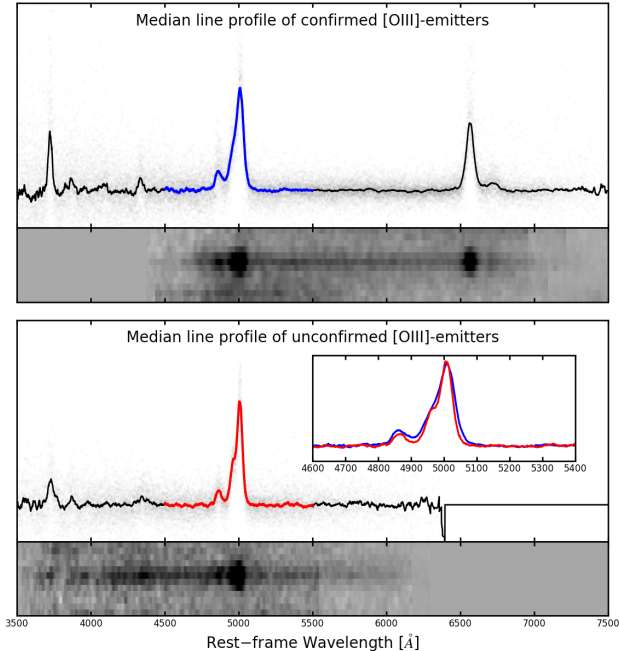 Median line profile of confirmed [OIII]-emitters
Median line profile of unconfirmed [OIII]-emitters
4600 4700 4800 4900 5000 5100 5200 5300 5400
3500 4000 4500 5000 5500 6000 6500 7000 7500
Rest−frame Wavelength [Å]